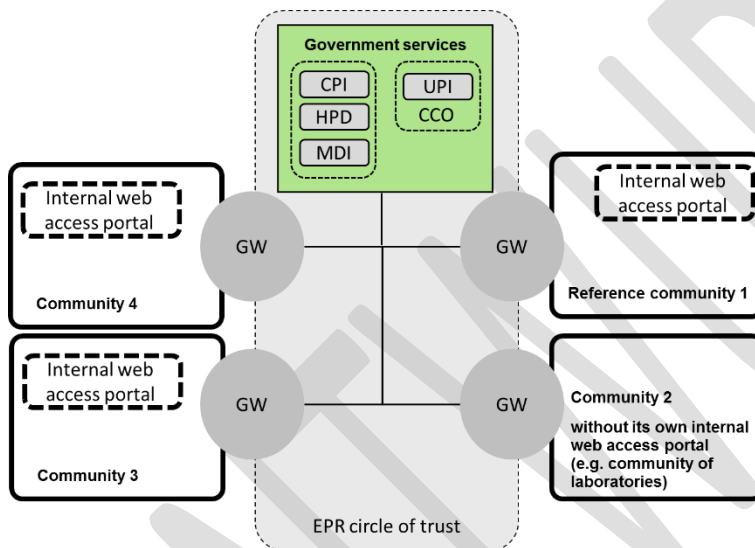 Government services
CPI
HPD
MDI
UPI
CCO
Internal web
access portal
GW
Community 4
GW
Internal web
access portal
Reference community 1
Internal web
access portal
GW
Community 3
GW
Community 2
without its own internal
web access portal
(e.g. community of
laboratories)
EPR circle of trust